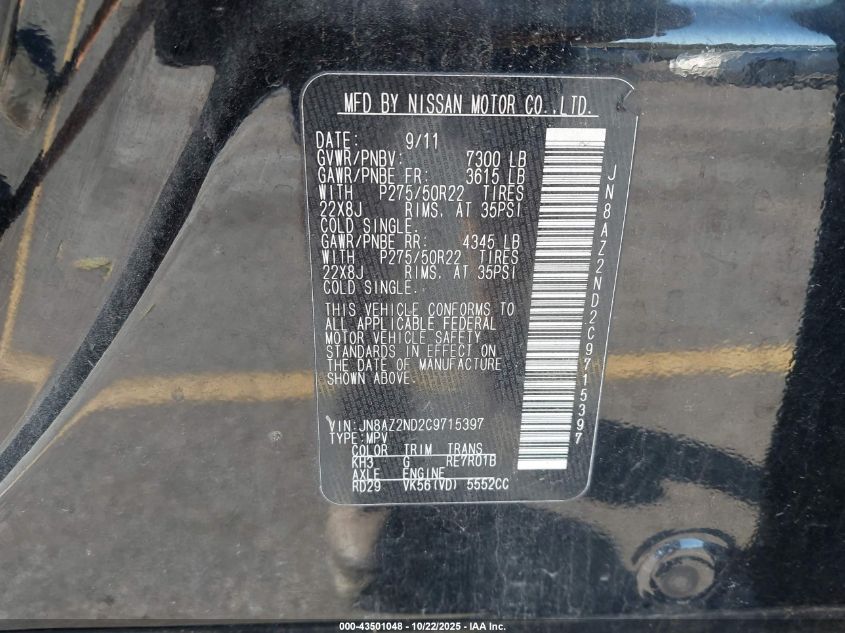 MFD BY NISSAN MOTOR CO.,LTD.
DATE: 9/11
GVWR/PNBV: 7300 LB
GAWR/PNBE FR: 3615 LB
WITH P275/50R22 TIRES
22X8J RIMS, AT 35PSI
COLD SINGLE.
GAWR/PNBE RR: 4345 LB
WITH P275/50R22 TIRES
22X8J RIMS, AT 35PSI
COLD SINGLE.
THIS VEHICLE CONFORMS TO
ALL APPLICABLE FEDERAL
MOTOR VEHICLE SAFETY
STANDARDS IN EFFECT ON
THE DATE OF MANUFACTURE
SHOWN ABOVE.
VIN:JN8AZ2ND2C9715397
TYPE:MPV
COLOR TRIM TRANS
KH3 G RE7R01B
AXLE ENGINE
RD29 VK56(VD) 5552CC
JN8AZ2ND2C9715397
000-43501048 - 10/22/2025 - IAA Inc.